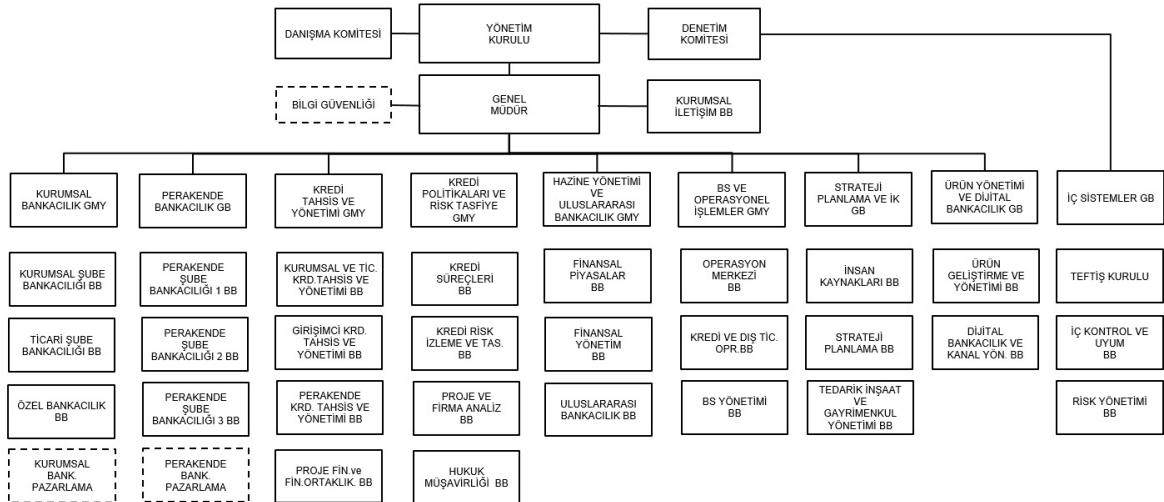 DANIŞMA KOMİTESİ
YÖNETİM
KURULU
DENETİM
KOMİTESİ
BİLGİ GÜVENLİĞİ
GENEL
MÜDÜR
KURUMSAL
İLETİŞİM BB
KURUMSAL
BANKACILIK GMY
PERAKENDE
BANKACILIK GB
KREDİ
TAHSİS VE
YÖNETİMİ GMY
KREDİ
POLİTİKALARI VE
RİSK TASFİYE
GMY
HAZİNE YÖNETİMİ
VE
ULUSLARARASI
BANKACILIK GMY
BS VE
OPERASYONEL
İŞLEMLER GMY
STRATEJİ
PLANLAMA VE İK
GB
ÜRÜN YÖNETİMİ
VE DİJİTAL
BANKACILIK GB
İÇ SİSTEMLER GB
KURUMSAL ŞUBE
BANKACILIĞI BB
PERAKENDE
ŞUBE
BANKACILIĞI 1 BB
KURUMSAL VE TİC.
KRD.TAHSİS VE
YÖNETİMİ BB
KREDİ
SÜREÇLERİ
BB
FİNANSAL
PİYASALAR
BB
OPERASYON
MERKEZİ
BB
İNSAN
KAYNAKLARI BB
ÜRÜN
GELİŞTİRME VE
YÖNETİMİ BB
TEFTİŞ KURULU
TİCARİ ŞUBE
BANKACILIĞI BB
PERAKENDE
ŞUBE
BANKACILIĞI 2 BB
GİRİŞİMCİ KRD.
TAHSİS VE
YÖNETİMİ BB
KREDİ RİSK
İZLEME VE TAS.
BB
FİNANSAL
YÖNETİM
BB
KREDİ VE DIŞ TİC.
OPR.BB
STRATEJİ
PLANLAMA BB
DİJİTAL
BANKACILIK VE
KANAL YÖN. BB
İÇ KONTROL VE
UYUM
BB
ÖZEL BANKACILIK
BB
PERAKENDE
ŞUBE
BANKACILIĞI 3 BB
PERAKENDE
KRD. TAHSİS VE
YÖNETİMİ BB
PROJE VE
FİRMA ANALİZ
BB
ULUSLARARASI
BANKACILIK BB
BS YÖNETİMİ
BB
TEDARİK İNŞAAT
VE
GAYRİMENKUL
YÖNETİMİ BB
RİSK YÖNETİMİ
BB
KURUMSAL
BANK.
PAZARLAMA
PERAKENDE
BANK.
PAZARLAMA
PROJE FİN.ve
FİN.ORTAKLIK. BB
HUKUK
MÜŞAVİRLİĞİ BB